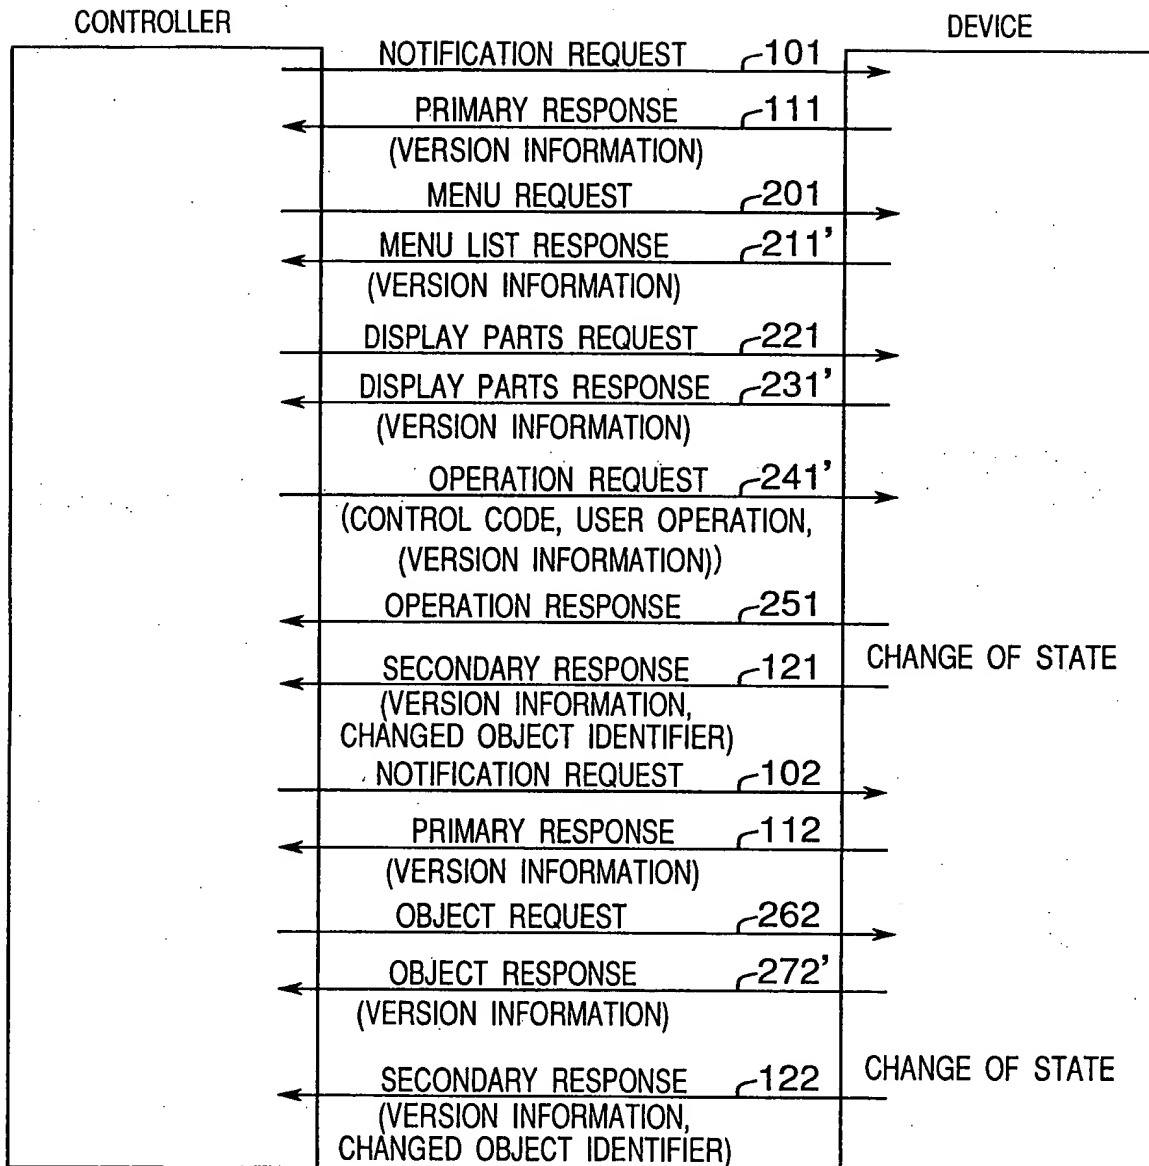 CONTROLLER
DEVICE
NOTIFICATION REQUEST 101
PRIMARY RESPONSE 111
(VERSION INFORMATION)
MENU REQUEST 201
MENU LIST RESPONSE 211'
(VERSION INFORMATION)
DISPLAY PARTS REQUEST 221
DISPLAY PARTS RESPONSE 231'
(VERSION INFORMATION)
OPERATION REQUEST 241'
(CONTROL CODE, USER OPERATION,
(VERSION INFORMATION))
OPERATION RESPONSE 251
CHANGE OF STATE
SECONDARY RESPONSE 121
(VERSION INFORMATION,
CHANGED OBJECT IDENTIFIER)
NOTIFICATION REQUEST 102
PRIMARY RESPONSE 112
(VERSION INFORMATION)
OBJECT REQUEST 262
OBJECT RESPONSE 272'
(VERSION INFORMATION)
CHANGE OF STATE
SECONDARY RESPONSE 122
(VERSION INFORMATION,
CHANGED OBJECT IDENTIFIER)